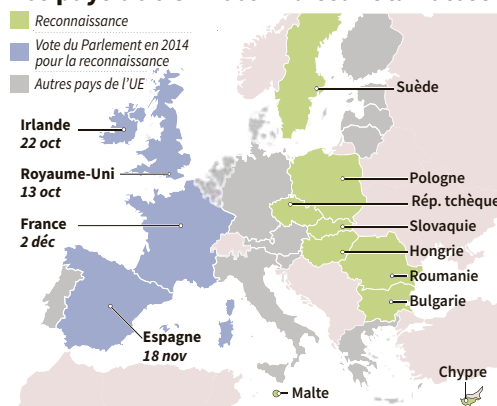 Reconnaissance
Vote du Parlement en 2014
pour la reconnaissance
Autres pays de l'UE
Irlande
22 oct
Royaume-Uni
13 oct
France
2 déc
Espagne
18 nov
Suède
Pologne
Rép. tchèque
Slovaquie
Hongrie
Roumanie
Bulgarie
Chypre
Malte